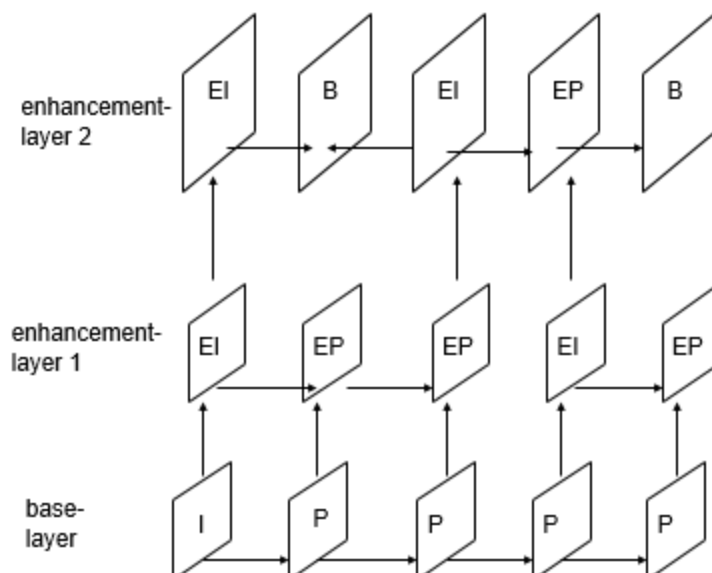 EI B EI EP B
enhancement-
layer 2
EI EP EP EI EP
enhancement-
layer 1
I P P P P
base-
layer